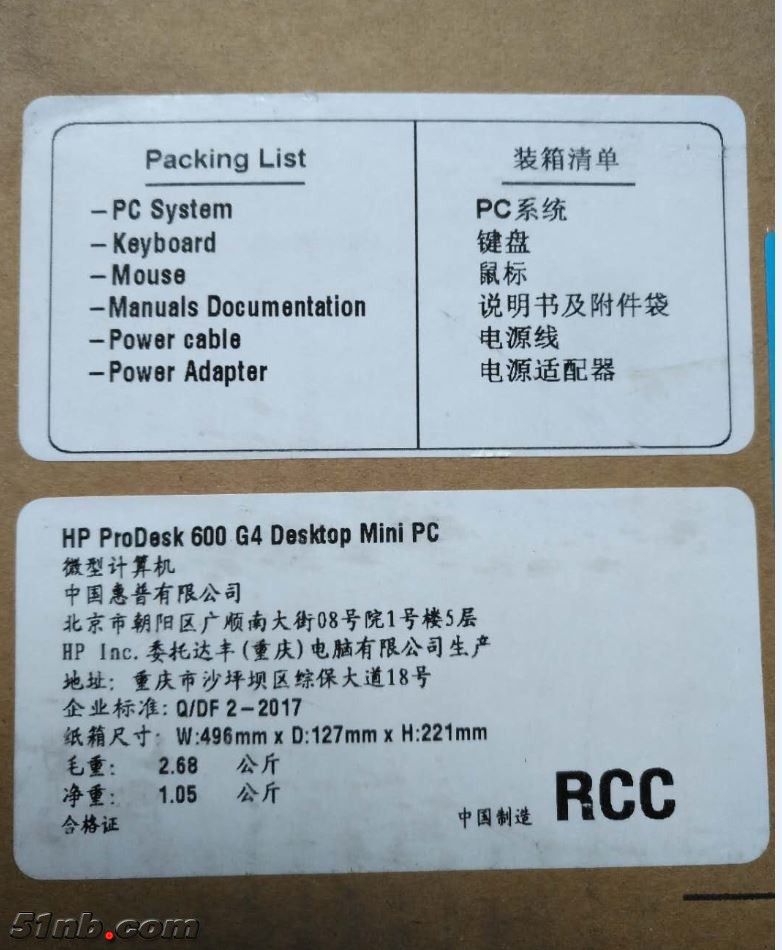 Packing List
–PC System
–Keyboard
–Mouse
–Manuals Documentation
–Power cable
–Power Adapter
装箱清单
PC系统
键盘
鼠标
说明书及附件袋
电源线
电源适配器
HP ProDesk 600 G4 Desktop Mini PC
微型计算机
中国惠普有限公司
北京市朝阳区广顺南大街08号院1号楼5层
HP Inc.委托达丰(重庆)电脑有限公司生产
地址: 重庆市沙坪坝区综保大道18号
企业标准: Q/DF 2–2017
纸箱尺寸: W:496mm x D:127mm x H:221mm
毛重: 2.68 公斤
净重: 1.05 公斤
合格证
中国制造 RCC
51nb.com